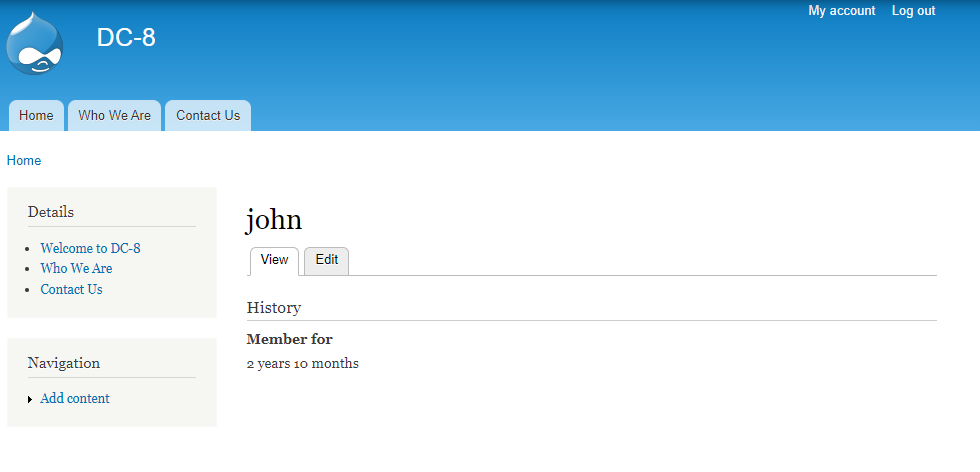 My account Log out
DC-8
Home Who We Are Contact Us
Home
Details
Welcome to DC-8
Who We Are
Contact Us
Navigation
Add content
john
View Edit
History
Member for
2 years 10 months